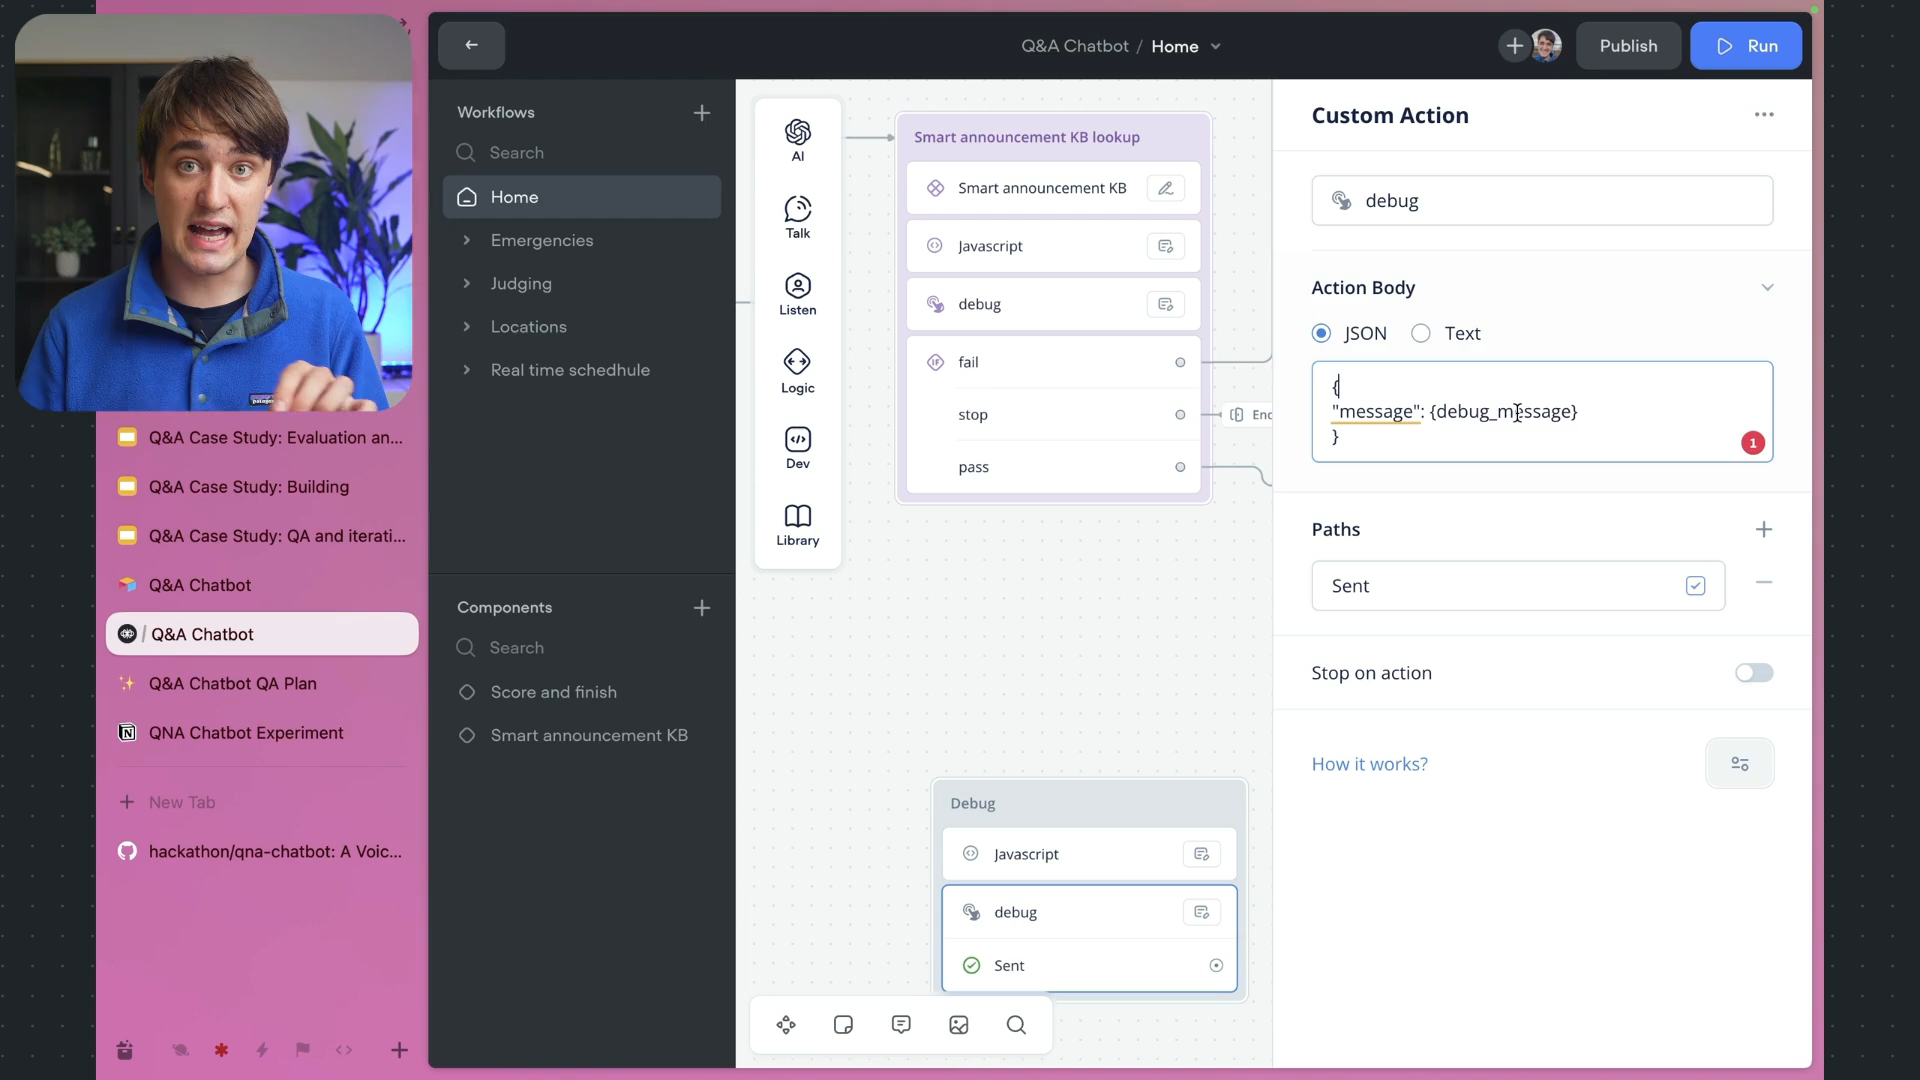 Q&A Case Study: Evaluation an...
Q&A Case Study: Building
Q&A Case Study: QA and iterati...
Q&A Chatbot
/ Q&A Chatbot
Q&A Chatbot QA Plan
QNA Chatbot Experiment
+ New Tab
hackathon/qna-chatbot: A Voic...
Q&A Chatbot / Home
Publish
Run
Workflows
Search
Home
Emergencies
Judging
Locations
Real time schedhule
Components
Search
Score and finish
Smart announcement KB
AI
Talk
Listen
Logic
Dev
Library
Smart announcement KB lookup
Smart announcement KB
Javascript
debug
IF fail
stop
pass
Enc
Debug
Javascript
debug
Sent
Custom Action
debug
Action Body
JSON Text
{
"message": {debug_message}
}
1
Paths
Sent
Stop on action
How it works?